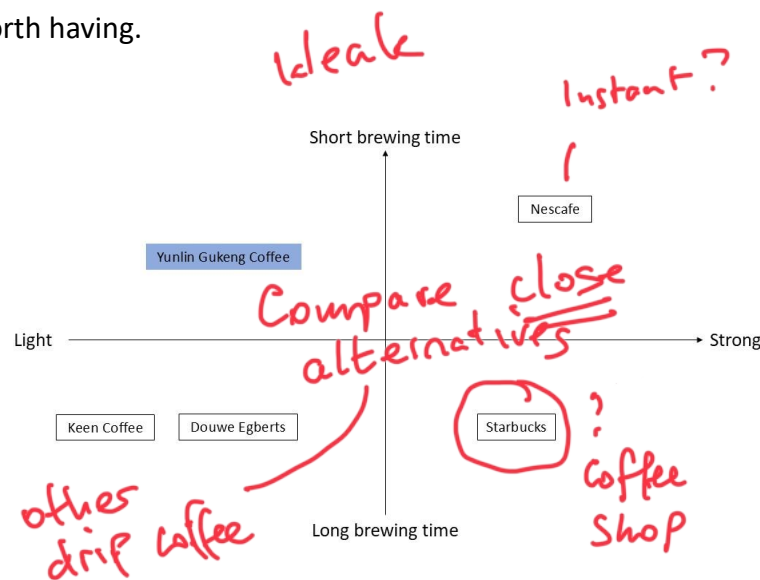 orth having.
Ideale
Instant?
Short brewing time
Nescafe
Yunlin Gukeng Coffee
Compare close
alternatives
Light
Strong
Keen Coffee
Douwe Egberts
Starbucks
?
coffee
shop
other
drip coffee
Long brewing time